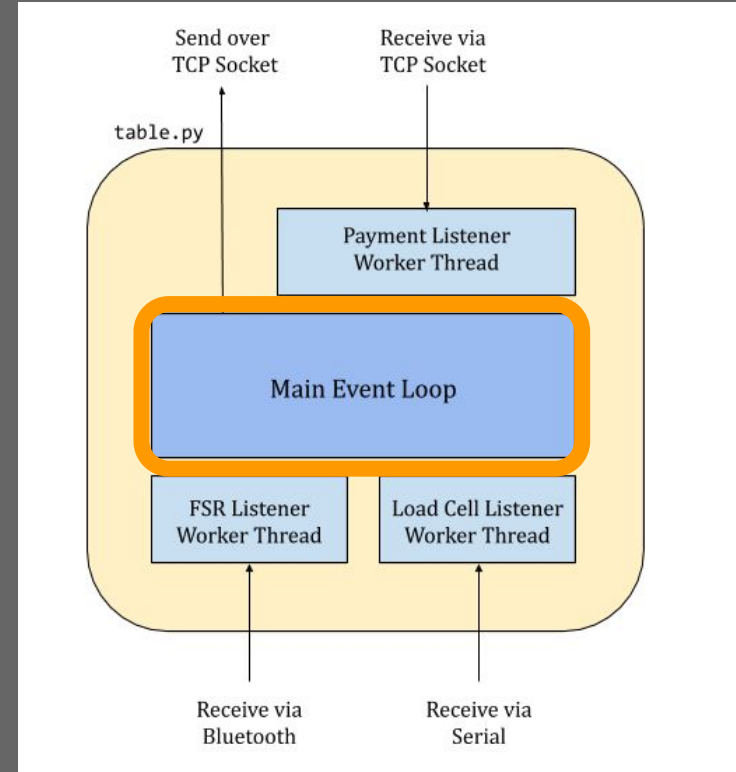 Send over
TCP Socket
Receive via
TCP Socket
table.py
Payment Listener
Worker Thread
Main Event Loop
FSR Listener
Worker Thread
Load Cell Listener
Worker Thread
Receive via
Bluetooth
Receive via
Serial